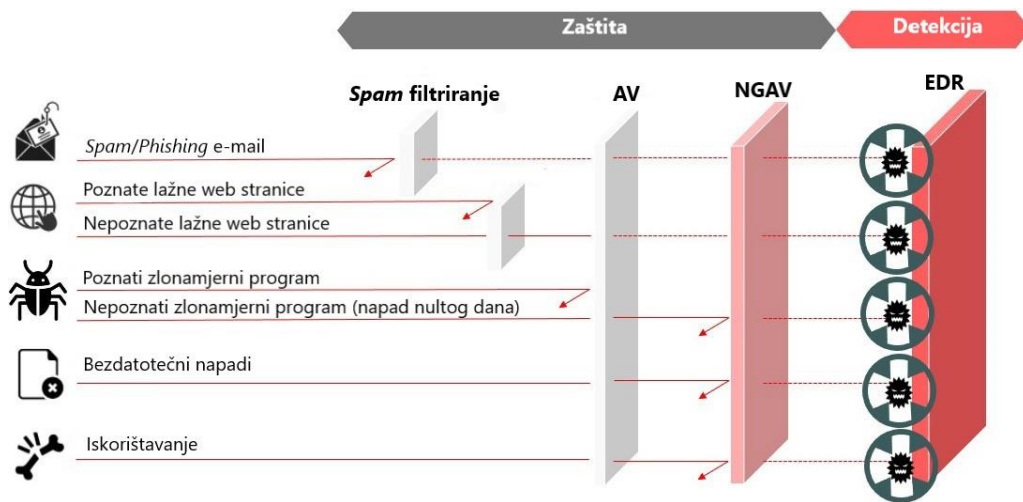 Zaštita
Detekcija
Spam filtriranje
AV
NGAV
EDR
Spam/Phishing e-mail
Poznate lažne web stranice
Nepoznate lažne web stranice
Poznati zlonamjerni program
Nepoznati zlonamjerni program (napad nultog dana)
Bezdatotečni napadi
Iskorištavanje